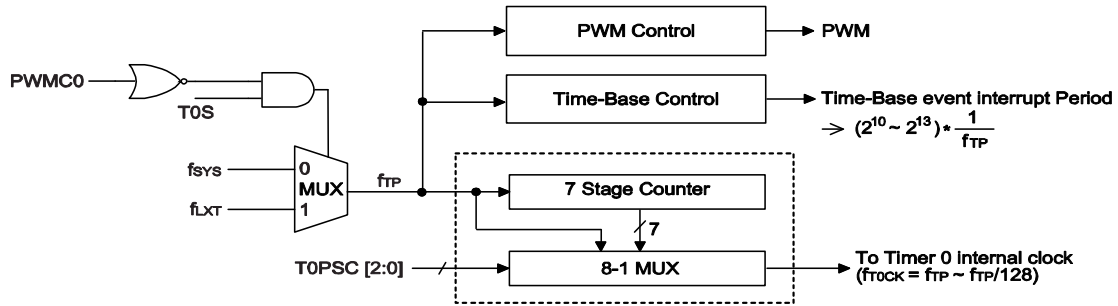 PWM Control
PWM
PWMC0
T0S
Time-Base Control
Time-Base event interrupt Period
→ (2¹⁰ ~ 2¹³) * 1/fTP
fSYS
0
MUX
fLXT
1
fTP
7 Stage Counter
7
T0PSC [2:0]
8-1 MUX
To Timer 0 internal clock
(fT0CK = fTP ~ fTP/128)